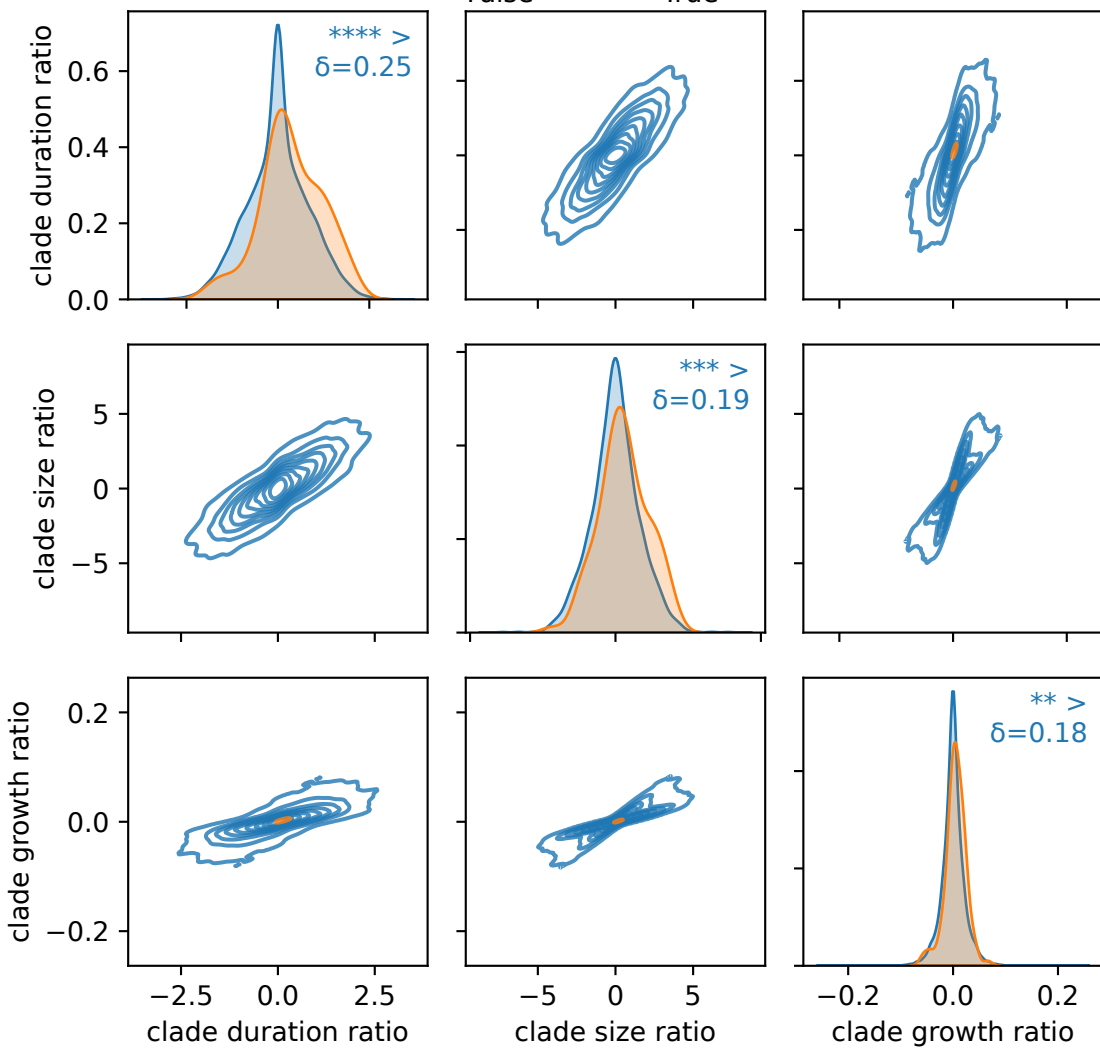 False True
clade duration ratio
0.6
0.4
0.2
0.0
**** >
δ=0.25
clade size ratio
5
0
−5
*** >
δ=0.19
clade growth ratio
0.2
0.0
−0.2
** >
δ=0.18
−2.5 0.0 2.5
−5 0 5
−0.2 0.0 0.2
clade duration ratio
clade size ratio
clade growth ratio